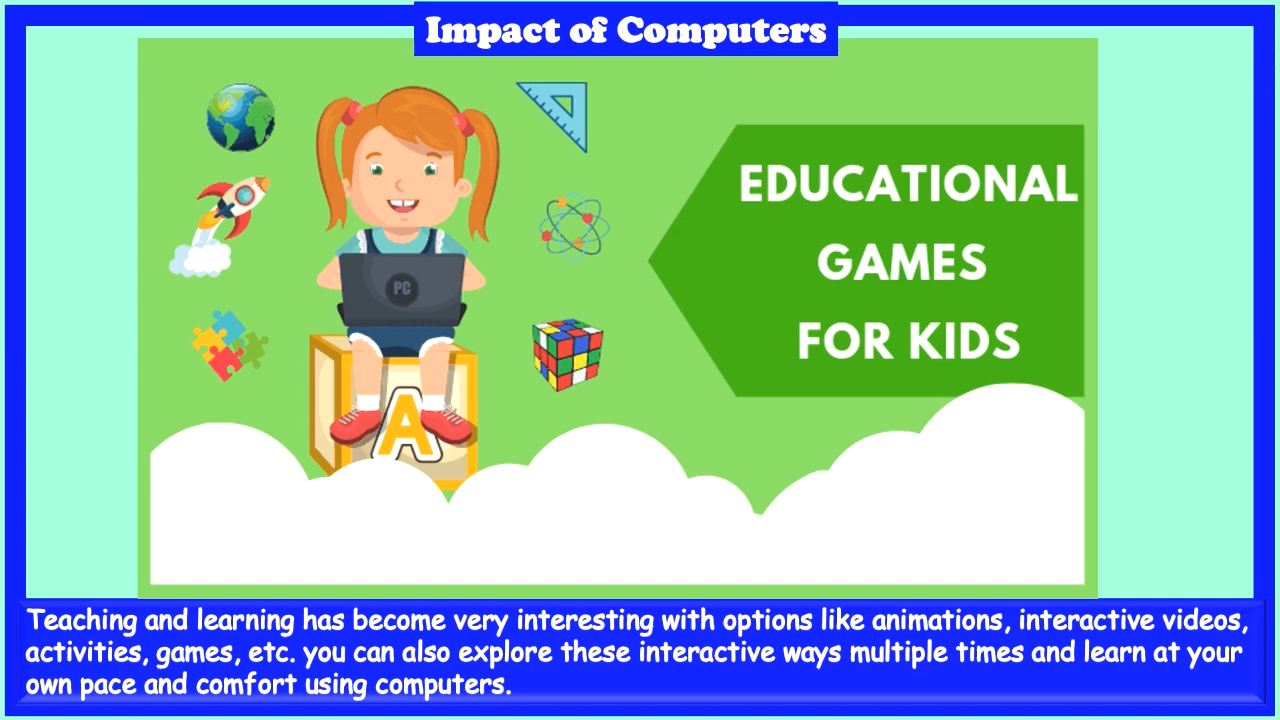 Impact of Computers
EDUCATIONAL
GAMES
FOR KIDS
PC
A
Teaching and learning has become very interesting with options like animations, interactive videos,
activities, games, etc. you can also explore these interactive ways multiple times and learn at your
own pace and comfort using computers.